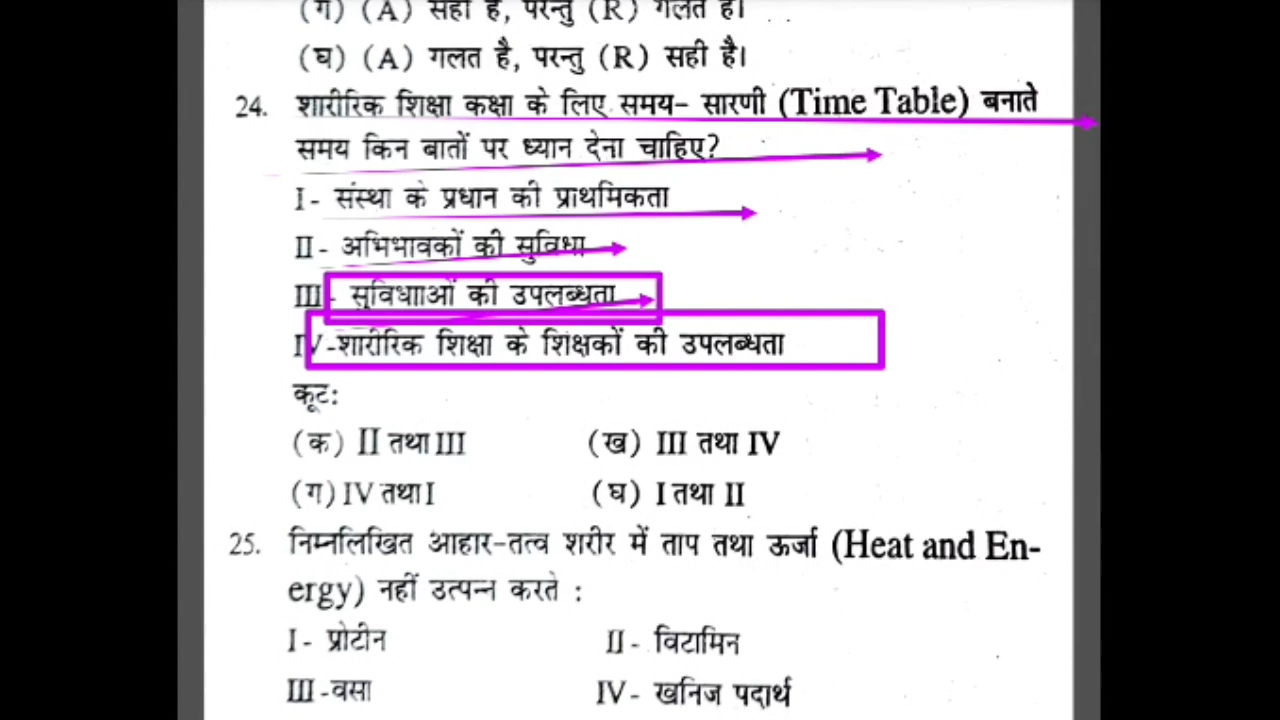 (ग) (A) सही है, परन्तु (R) गलत है।
(घ) (A) गलत है, परन्तु (R) सही है।
24. शारीरिक शिक्षा कक्षा के लिए समय- सारणी (Time Table) बनाते
समय किन बातों पर ध्यान देना चाहिए?
I - संस्था के प्रधान की प्राथमिकता
II - अभिभावकों की सुविधा
III - सुविधााओं की उपलब्धता
IV -शारीरिक शिक्षा के शिक्षकों की उपलब्धता
कूट:
(क) II तथा III (ख) III तथा IV
(ग) IV तथा I (घ) I तथा II
25. निम्नलिखित आहार-तत्व शरीर में ताप तथा ऊर्जा (Heat and En-
ergy) नहीं उत्पन्न करते :
I - प्रोटीन II - विटामिन
III -वसा IV - खनिज पदार्थ